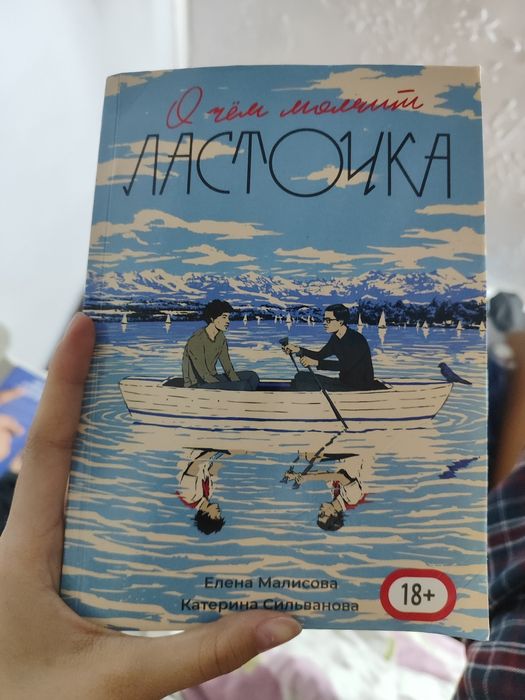 О чём молчит
ЛАСТОЧКА
Елена Малисова
Катерина Сильванова
18+